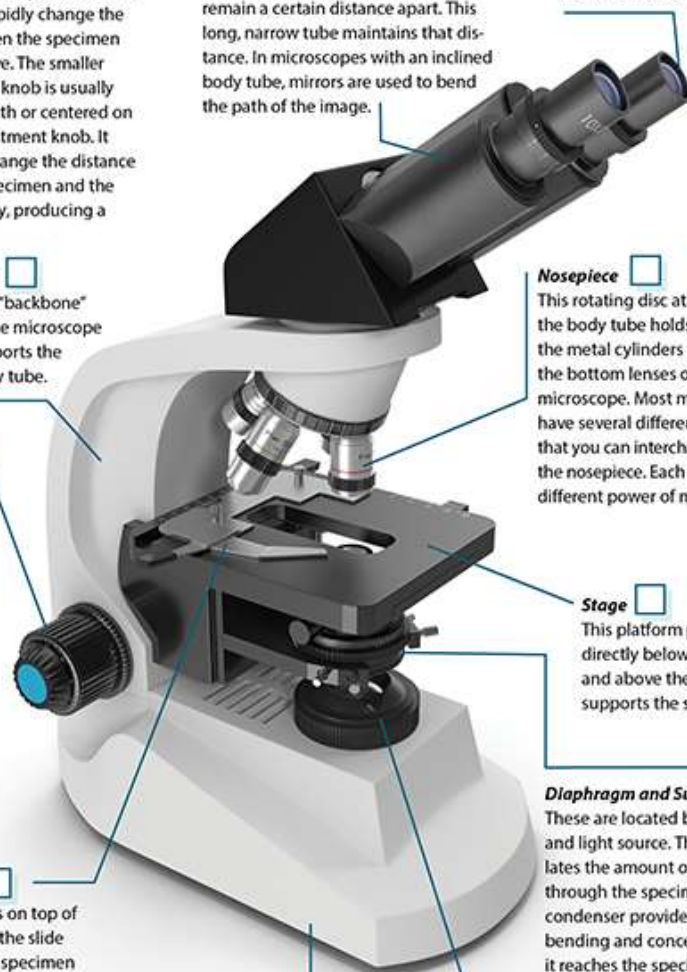 pidly change the
en the specimen
e. The smaller
knob is usually
th or centered on
tment knob. It
ange the distance
ecimen and the
y, producing a
remain a certain distance apart. This
long, narrow tube maintains that dis-
tance. In microscopes with an inclined
body tube, mirrors are used to bend
the path of the image.
10x
"backbone"
e microscope
ports the
y tube.
Nosepiece
This rotating disc at
the body tube holds
the metal cylinders
the bottom lenses o
microscope. Most m
have several differen
that you can interch
the nosepiece. Each
different power of m
Stage
This platform
directly below
and above the
supports the s
Diaphragm and Su
These are located b
and light source. Th
lates the amount o
through the specim
condenser provide
bending and conce
it reaches the speci
s on top of
the slide
specimen